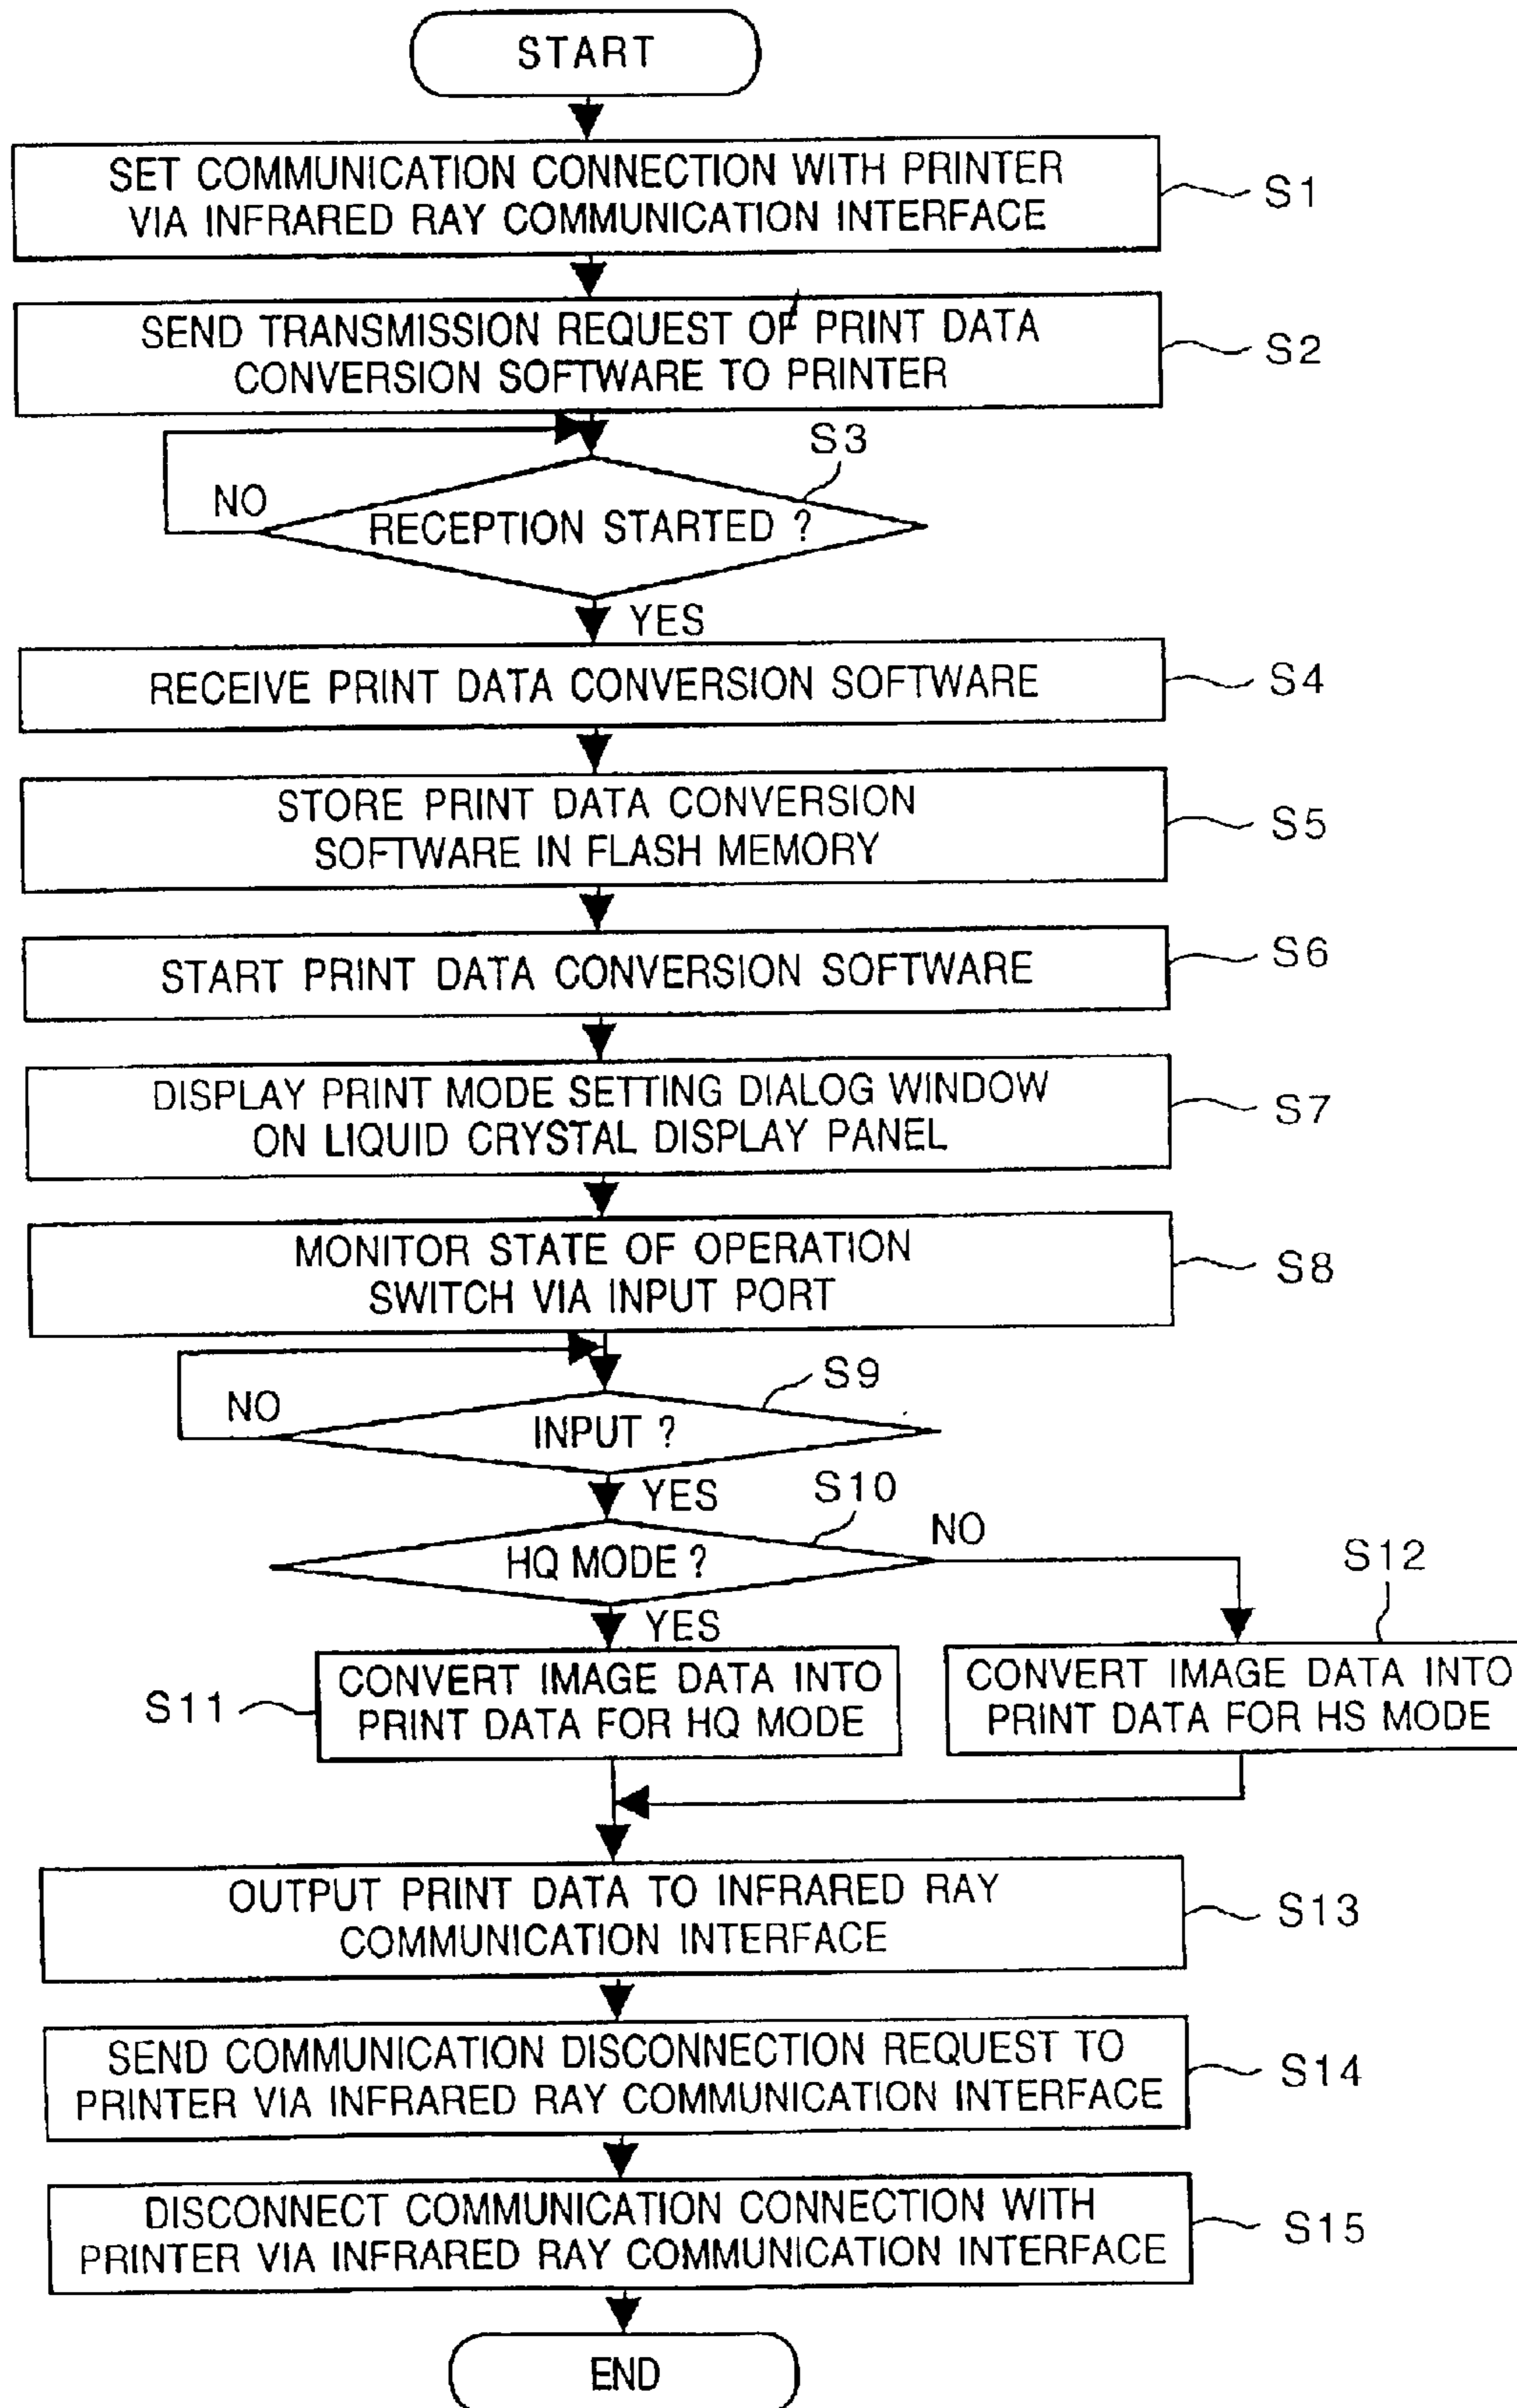 START
SET COMMUNICATION CONNECTION WITH PRINTER
VIA INFRARED RAY COMMUNICATION INTERFACE
S1
SEND TRANSMISSION REQUEST OF PRINT DATA
CONVERSION SOFTWARE TO PRINTER
S2
S3
NO
RECEPTION STARTED ?
YES
RECEIVE PRINT DATA CONVERSION SOFTWARE
S4
STORE PRINT DATA CONVERSION
SOFTWARE IN FLASH MEMORY
S5
START PRINT DATA CONVERSION SOFTWARE
S6
DISPLAY PRINT MODE SETTING DIALOG WINDOW
ON LIQUID CRYSTAL DISPLAY PANEL
S7
MONITOR STATE OF OPERATION
SWITCH VIA INPUT PORT
S8
S9
NO
INPUT ?
YES
S10
NO
HQ MODE ?
S12
YES
CONVERT IMAGE DATA INTO
PRINT DATA FOR HQ MODE
S11
CONVERT IMAGE DATA INTO
PRINT DATA FOR HS MODE
OUTPUT PRINT DATA TO INFRARED RAY
COMMUNICATION INTERFACE
S13
SEND COMMUNICATION DISCONNECTION REQUEST TO
PRINTER VIA INFRARED RAY COMMUNICATION INTERFACE
S14
DISCONNECT COMMUNICATION CONNECTION WITH
PRINTER VIA INFRARED RAY COMMUNICATION INTERFACE
S15
END